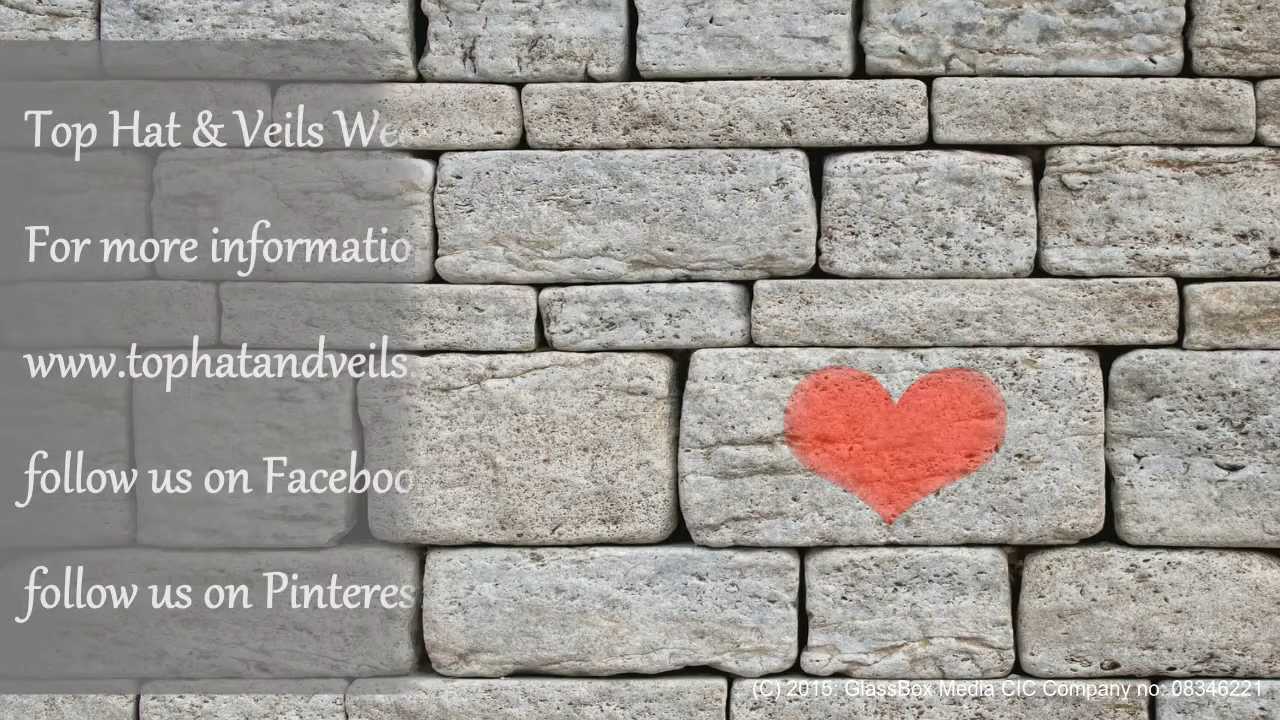 Top Hat & Veils We
For more informatio
www.tophatandveils
follow us on Faceboo
follow us on Pinteres
(C) 2015: GlassBox Media CIC Company no: 08346221